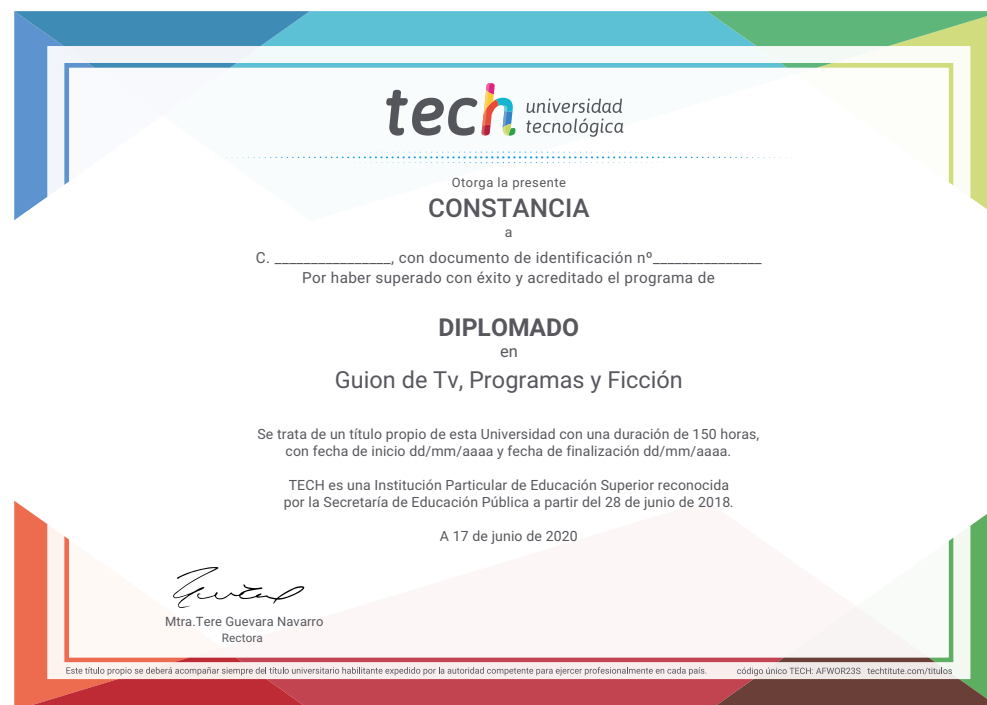 tech universidad
tecnológica
Otorga la presente
CONSTANCIA
a
C. ________________, con documento de identificación nº_______________
Por haber superado con éxito y acreditado el programa de
DIPLOMADO
en
Guion de Tv, Programas y Ficción
Se trata de un título propio de esta Universidad con una duración de 150 horas,
con fecha de inicio dd/mm/aaaa y fecha de finalización dd/mm/aaaa.
TECH es una Institución Particular de Educación Superior reconocida
por la Secretaría de Educación Pública a partir del 28 de junio de 2018.
A 17 de junio de 2020
Mtra.Tere Guevara Navarro
Rectora
Este título propio se deberá acompañar siempre del título universitario habilitante expedido por la autoridad competente para ejercer profesionalmente en cada país. código único TECH: AFWOR23S techtitute.com/titulos